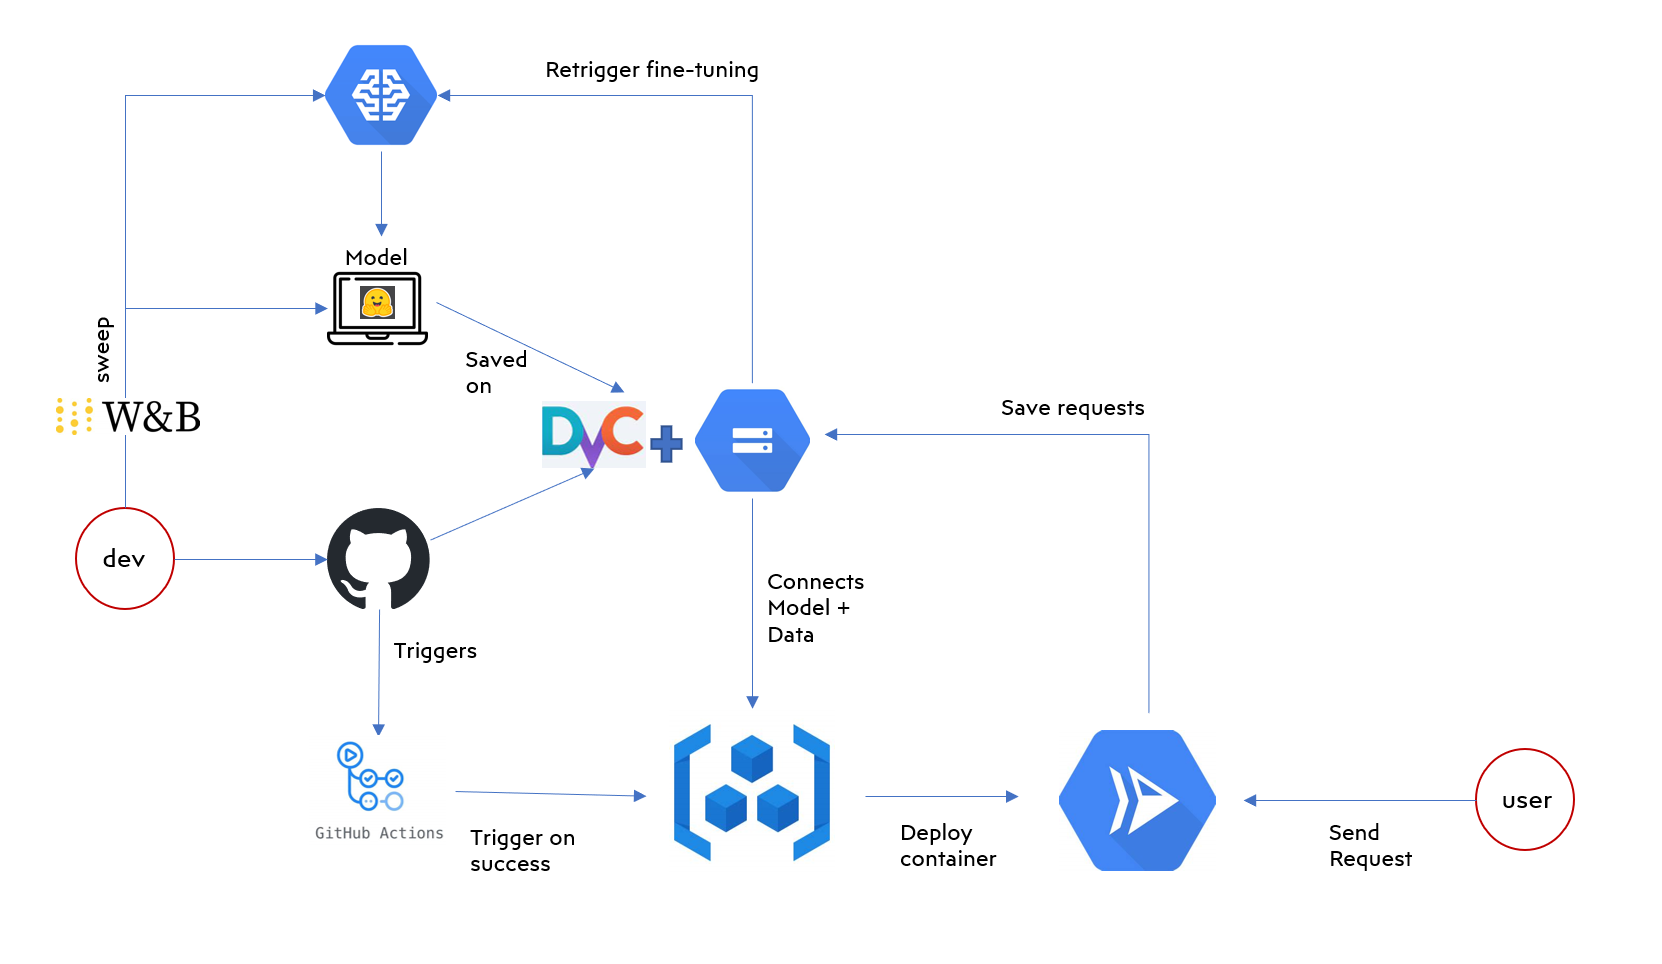 Retrigger fine-tuning
Model
sweep
Saved
on
W&B
DVC
Save requests
dev
Connects
Model +
Data
Triggers
GitHub Actions
Trigger on
success
Deploy
container
Send
Request
user